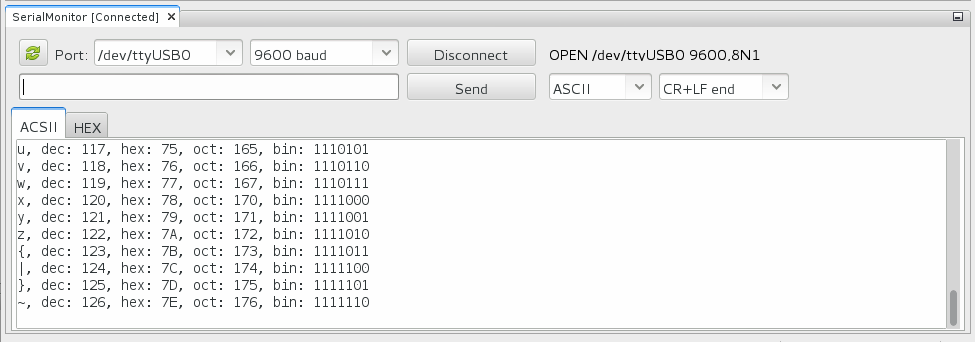 SerialMonitor [Connected]
Port: /dev/ttyUSB0 9600 baud Disconnect OPEN /dev/ttyUSB0 9600,8N1
Send ASCII CR+LF end
ACSII HEX
u, dec: 117, hex: 75, oct: 165, bin: 1110101
v, dec: 118, hex: 76, oct: 166, bin: 1110110
w, dec: 119, hex: 77, oct: 167, bin: 1110111
x, dec: 120, hex: 78, oct: 170, bin: 1111000
y, dec: 121, hex: 79, oct: 171, bin: 1111001
z, dec: 122, hex: 7A, oct: 172, bin: 1111010
{, dec: 123, hex: 7B, oct: 173, bin: 1111011
|, dec: 124, hex: 7C, oct: 174, bin: 1111100
}, dec: 125, hex: 7D, oct: 175, bin: 1111101
~, dec: 126, hex: 7E, oct: 176, bin: 1111110